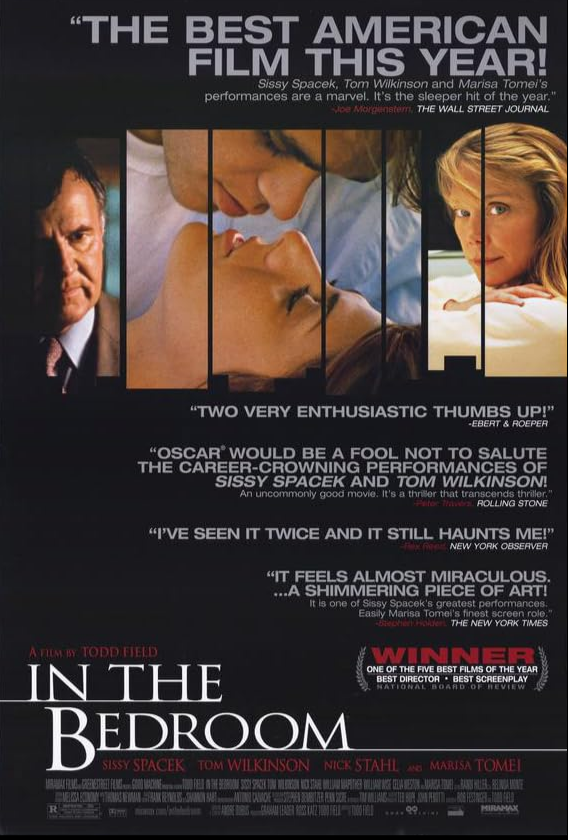 “THE BEST AMERICAN
FILM THIS YEAR!
Sissy Spacek, Tom Wilkinson and Marisa Tomei's
performances are a marvel. It's the sleeper hit of the year.”
-Joe Morgenstern, THE WALL STREET JOURNAL
“TWO VERY ENTHUSIASTIC THUMBS UP!”
-EBERT & ROEPER
“OSCAR® WOULD BE A FOOL NOT TO SALUTE
THE CAREER-CROWNING PERFORMANCES OF
SISSY SPACEK AND TOM WILKINSON!
An uncommonly good movie. It's a thriller that transcends thriller.”
-Peter Travers, ROLLING STONE
“I'VE SEEN IT TWICE AND IT STILL HAUNTS ME!”
-Rex Reed, NEW YORK OBSERVER
“IT FEELS ALMOST MIRACULOUS.
...A SHIMMERING PIECE OF ART!
It is one of Sissy Spacek's greatest performances.
Easily Marisa Tomei's finest screen role.”
-Stephen Holden, THE NEW YORK TIMES
A FILM BY TODD FIELD
IN THE
BEDROOM
WINNER
ONE OF THE FIVE BEST FILMS OF THE YEAR
BEST DIRECTOR • BEST SCREENPLAY
NATIONAL BOARD OF REVIEW
SISSY SPACEK TOM WILKINSON NICK STAHL AND MARISA TOMEI
R
MIRAMAX